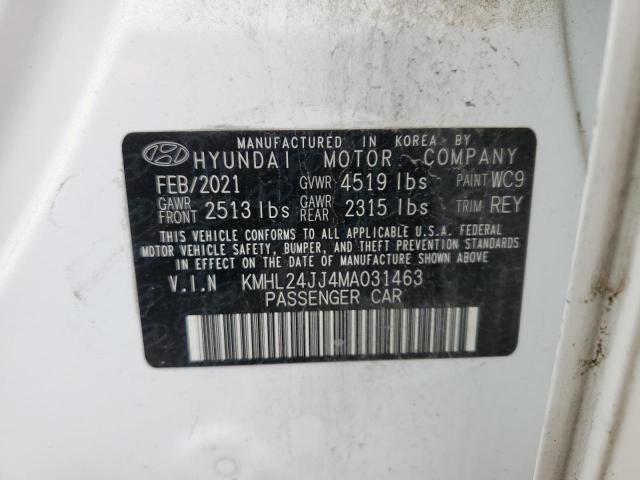 MANUFACTURED IN KOREA BY
HYUNDAI MOTOR COMPANY
FEB/2021 GVWR 4519 lbs PAINT WC9
GAWR FRONT 2513 lbs GAWR REAR 2315 lbs TRIM REY
THIS VEHICLE CONFORMS TO ALL APPLICABLE U.S.A. FEDERAL
MOTOR VEHICLE SAFETY, BUMPER, AND THEFT PREVENTION STANDARDS
IN EFFECT ON THE DATE OF MANUFACTURE SHOWN ABOVE
V.I.N KMHL24JJ4MA031463
PASSENGER CAR